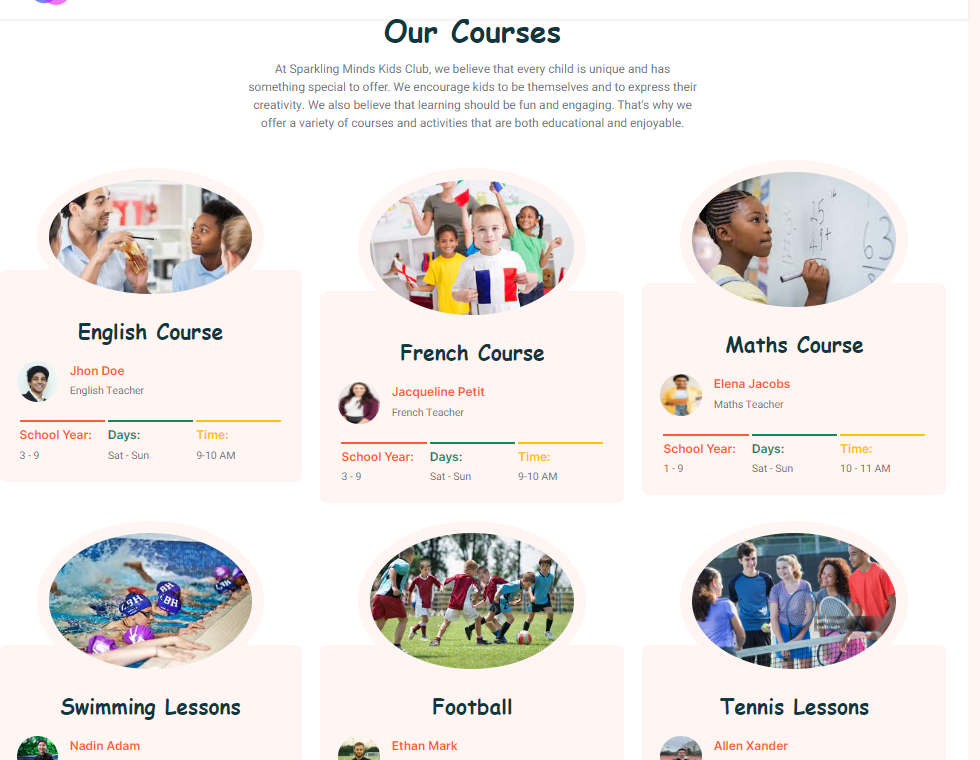 Our Courses
At Sparkling Minds Kids Club, we believe that every child is unique and has
something special to offer. We encourage kids to be themselves and to express their
creativity. We also believe that learning should be fun and engaging. That's why we
offer a variety of courses and activities that are both educational and enjoyable.
English Course
Jhon Doe
English Teacher
School Year: Days: Time:
3 - 9 Sat - Sun 9-10 AM
French Course
Jacqueline Petit
French Teacher
School Year: Days: Time:
3 - 9 Sat - Sun 9-10 AM
Maths Course
Elena Jacobs
Maths Teacher
School Year: Days: Time:
1 - 9 Sat - Sun 10 - 11 AM
Swimming Lessons
Nadin Adam
Football
Ethan Mark
Tennis Lessons
Allen Xander